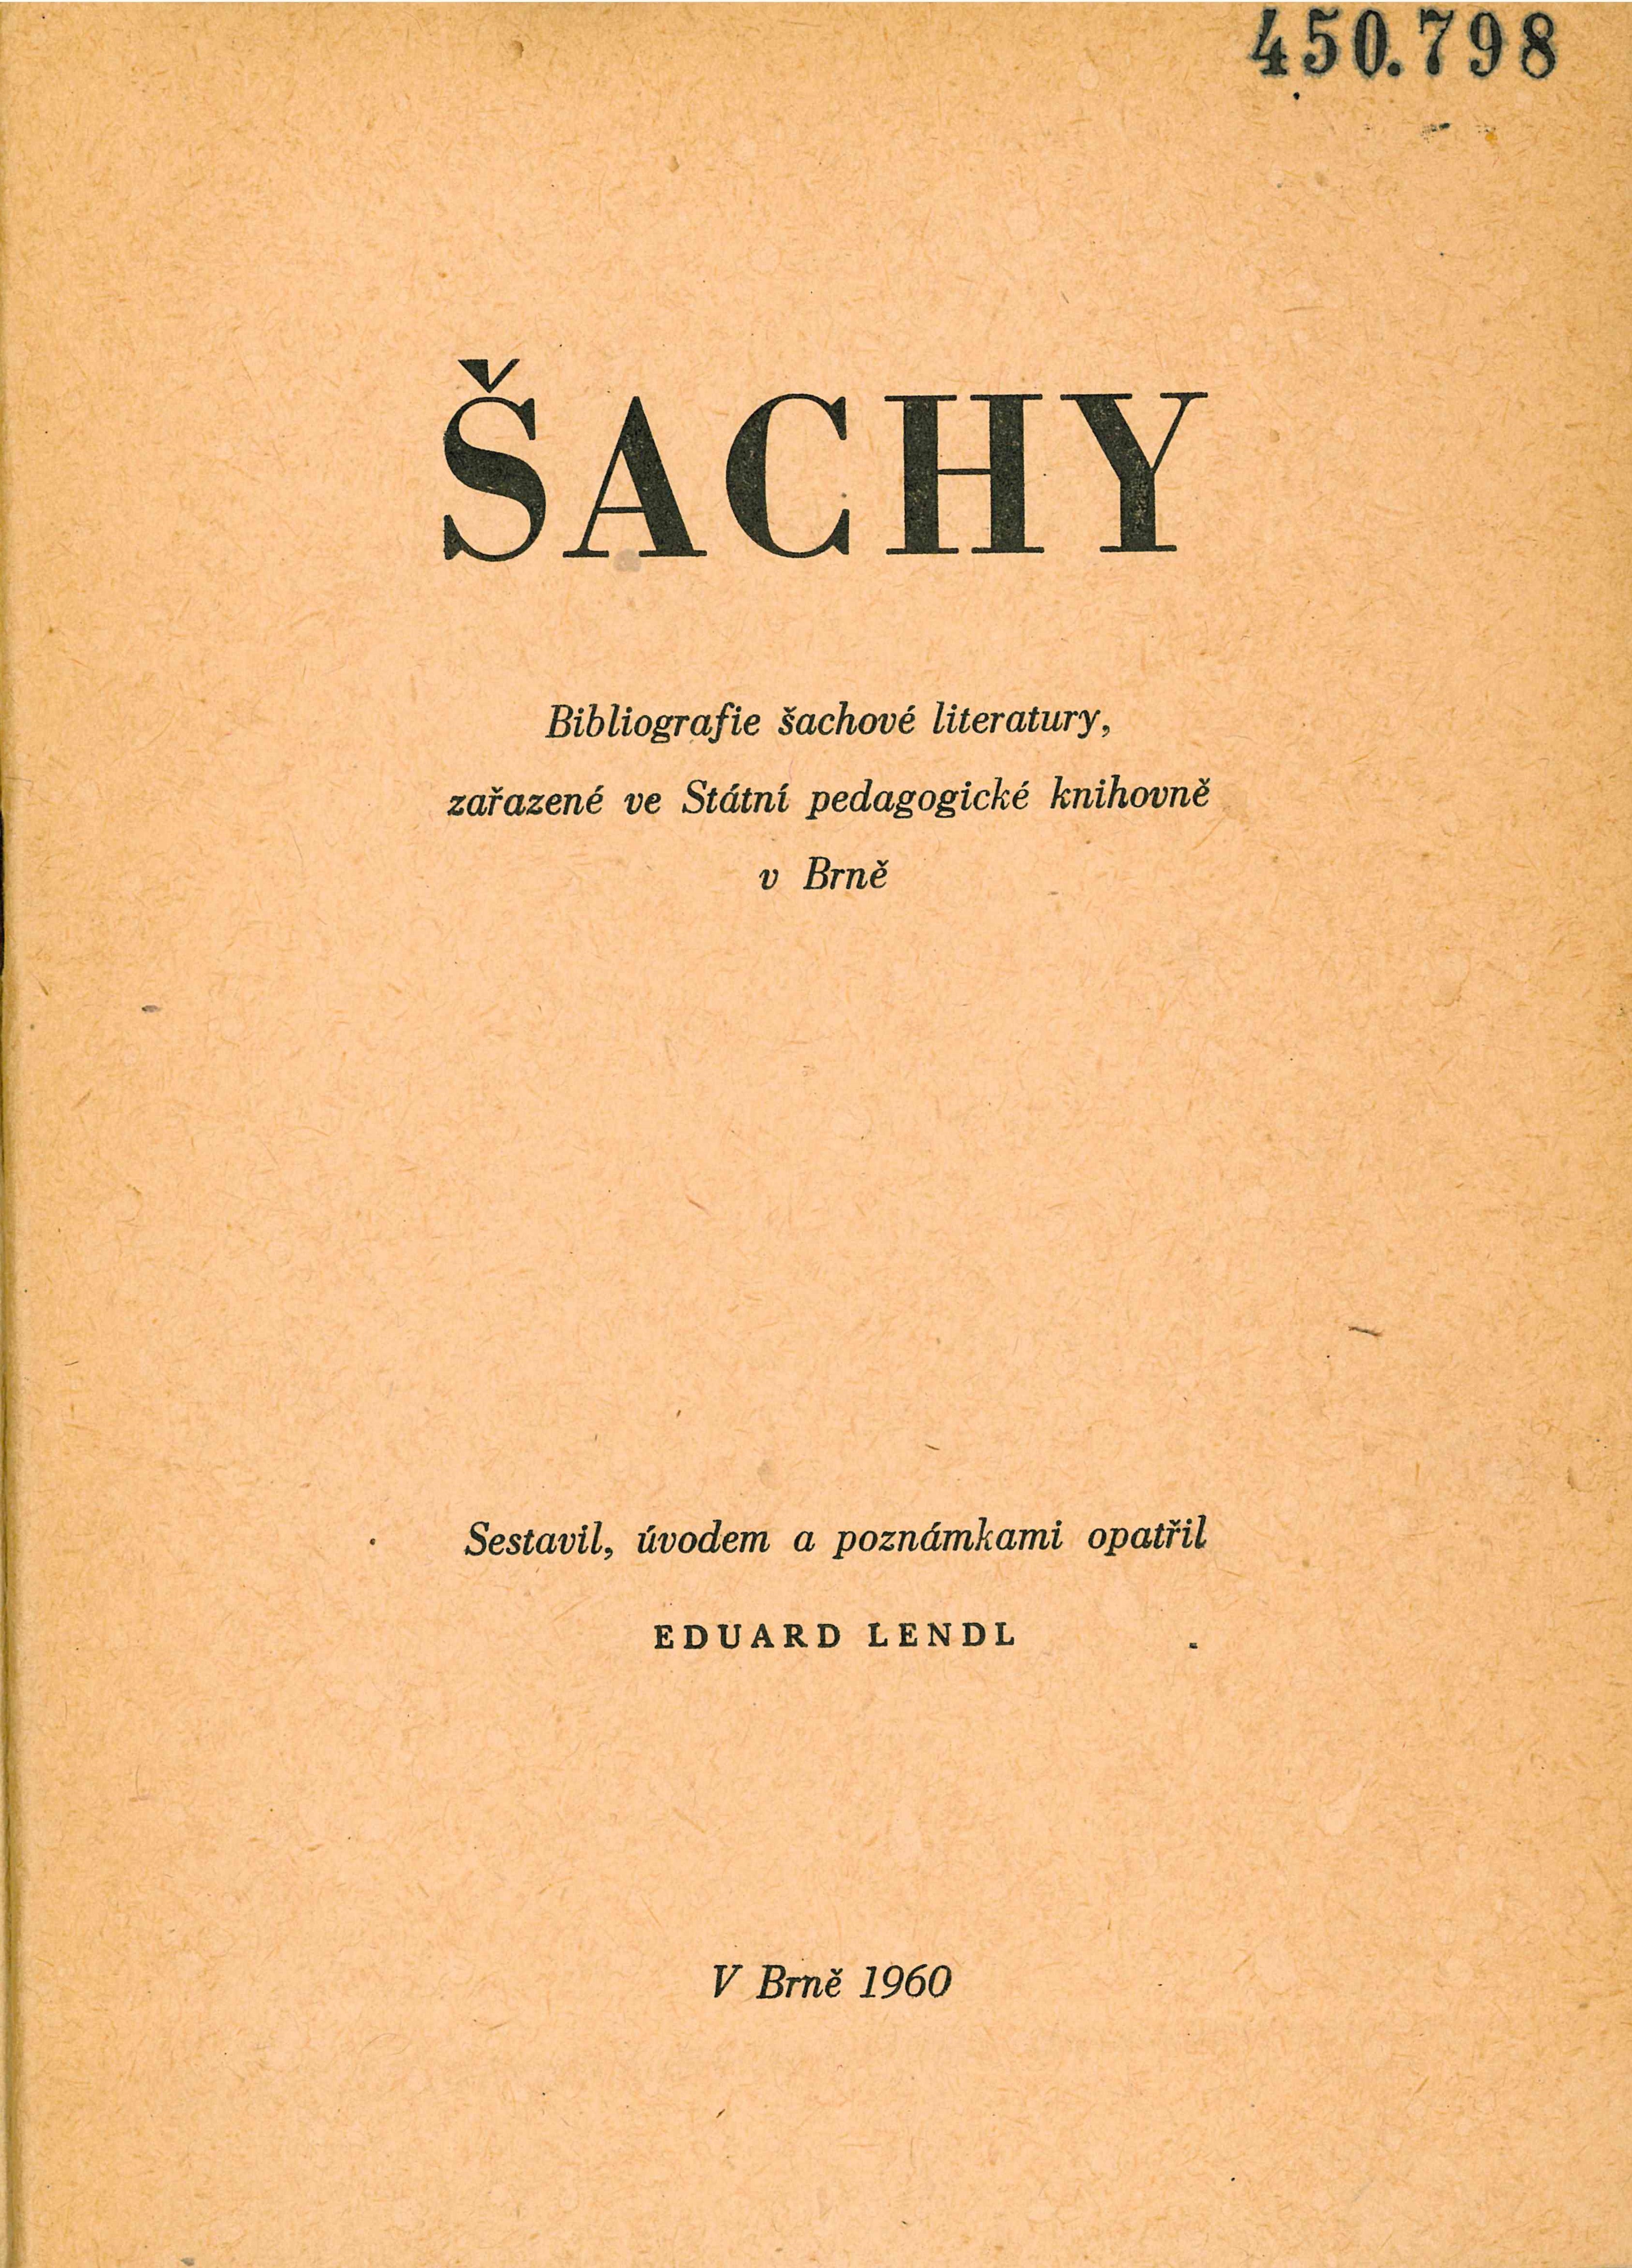 450.798
ŠACHY
Bibliografie šachové literatury,
zařazené ve Státní pedagogické knihovně
v Brně
Sestavil, úvodem a poznámkami opatřil
EDUARD LENDL
V Brně 1960